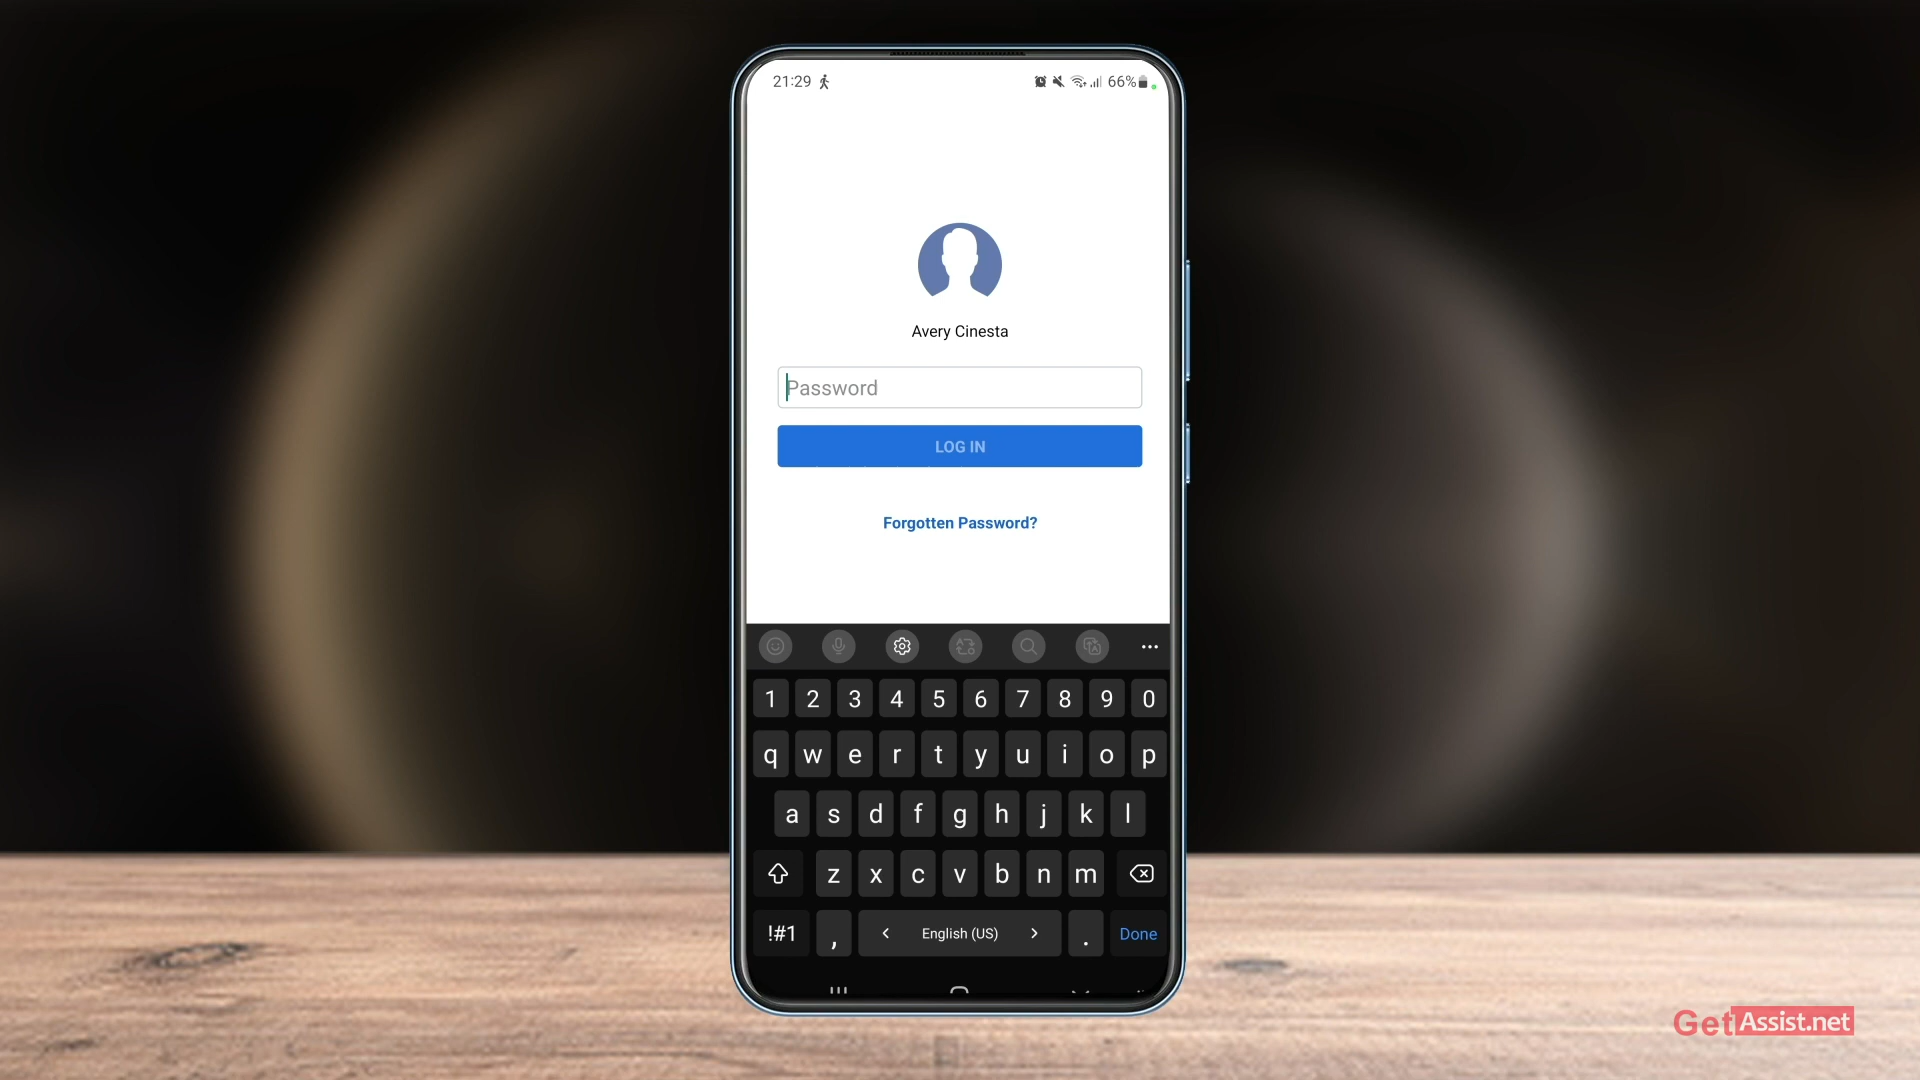 21:29
66%
Avery Cinesta
Password
LOG IN
Forgotten Password?
1 2 3 4 5 6 7 8 9 0
q w e r t y u i o p
a s d f g h j k l
z x c v b n m
!#1 , < English (US) > . Done
GetAssist.net